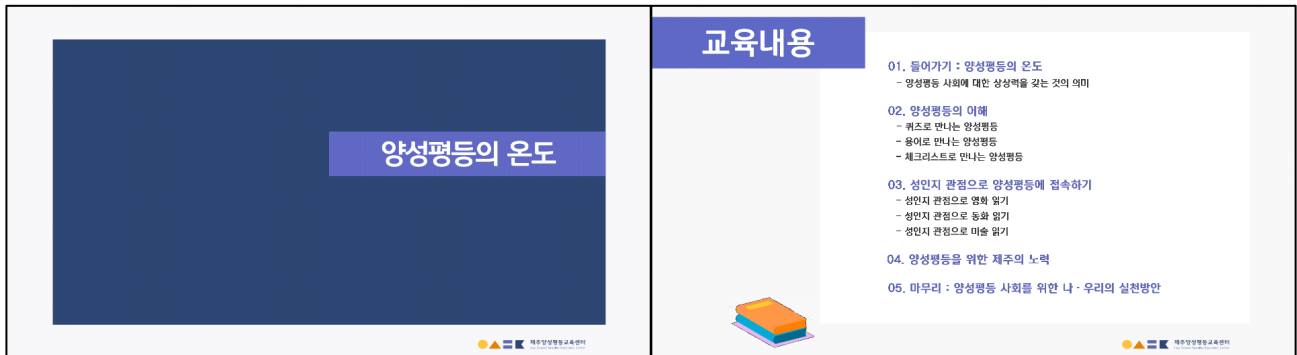 양성평등의 온도
제주양성평등교육센터
교육내용
01. 들어가기 : 양성평등의 온도
- 양성평등 사회에 대한 상상력을 갖는 것의 의미
02. 양성평등의 이해
- 퀴즈로 만나는 양성평등
- 용어로 만나는 양성평등
- 체크리스트로 만나는 양성평등
03. 성인지 관점으로 양성평등에 접속하기
- 성인지 관점으로 영화 읽기
- 성인지 관점으로 동화 읽기
- 성인지 관점으로 미술 읽기
04. 양성평등을 위한 제주의 노력
05. 마무리 : 양성평등 사회를 위한 나 · 우리의 실천방안
제주양성평등교육센터